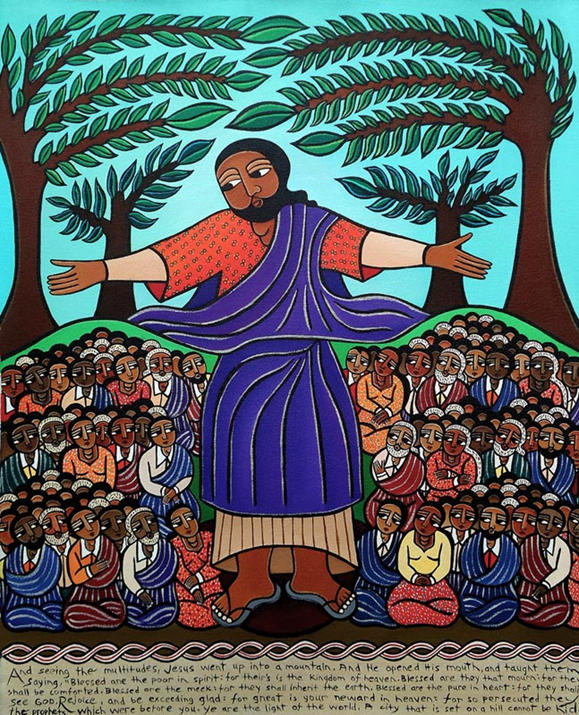 And seeing the multitudes, Jesus went up into a mountain. And He opened His mouth, and taught them
saying, "Blessed are the poor in spirit: for their's is the Kingdom of heaven. Blessed are they that mourn: for they
shall be comforted. Blessed are the meek: for they shall inherit the earth. Blessed are the pure in heart: for they shall
see GOD. Rejoice, and be exceeding glad: for great is your reward in heaven: for so persecuted they
the prophets which were before you. Ye are the light of the world. A city that is set on a hill cannot be hid